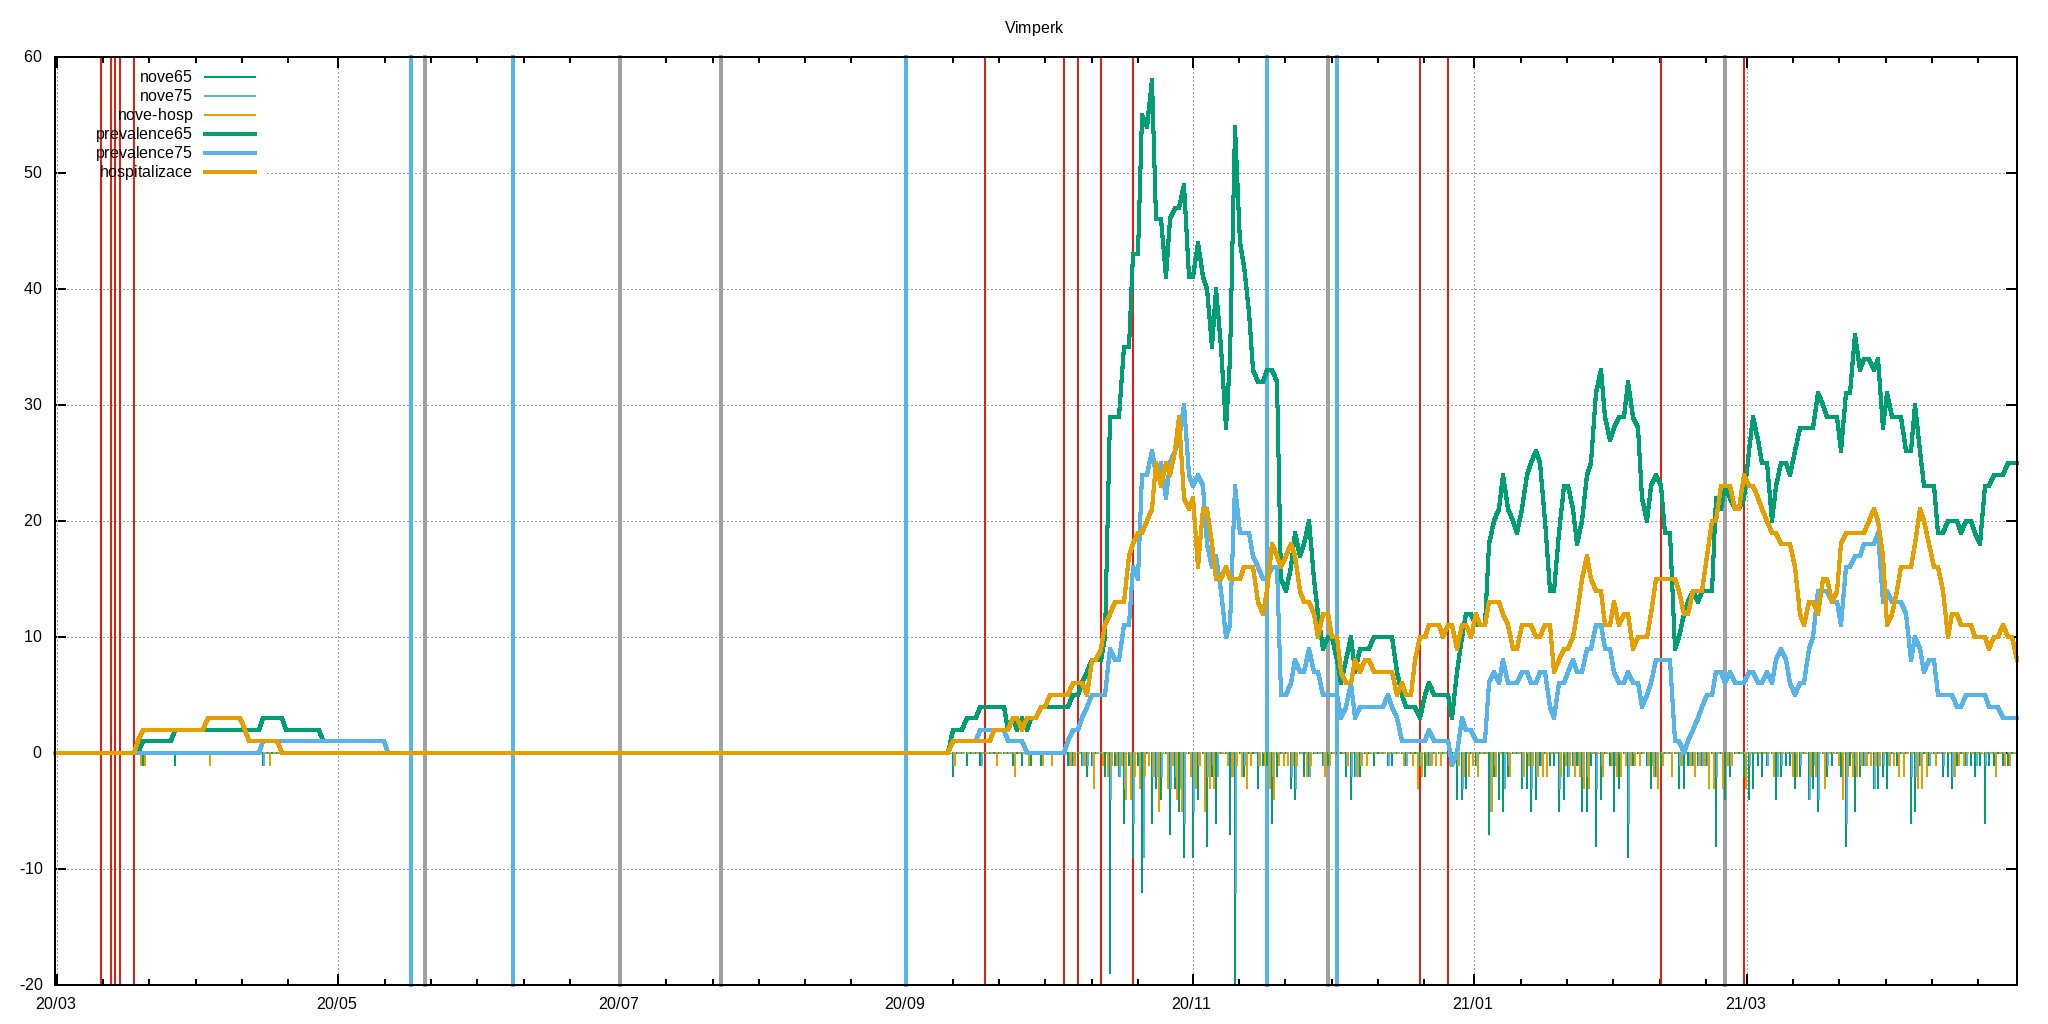 Vimperk
60
50
40
30
20
10
0
-10
-20
nove65
nove75
nove-hosp
prevalence65
prevalence75
hospitalizace
20/03 20/05 20/07 20/09 20/11 21/01 21/03